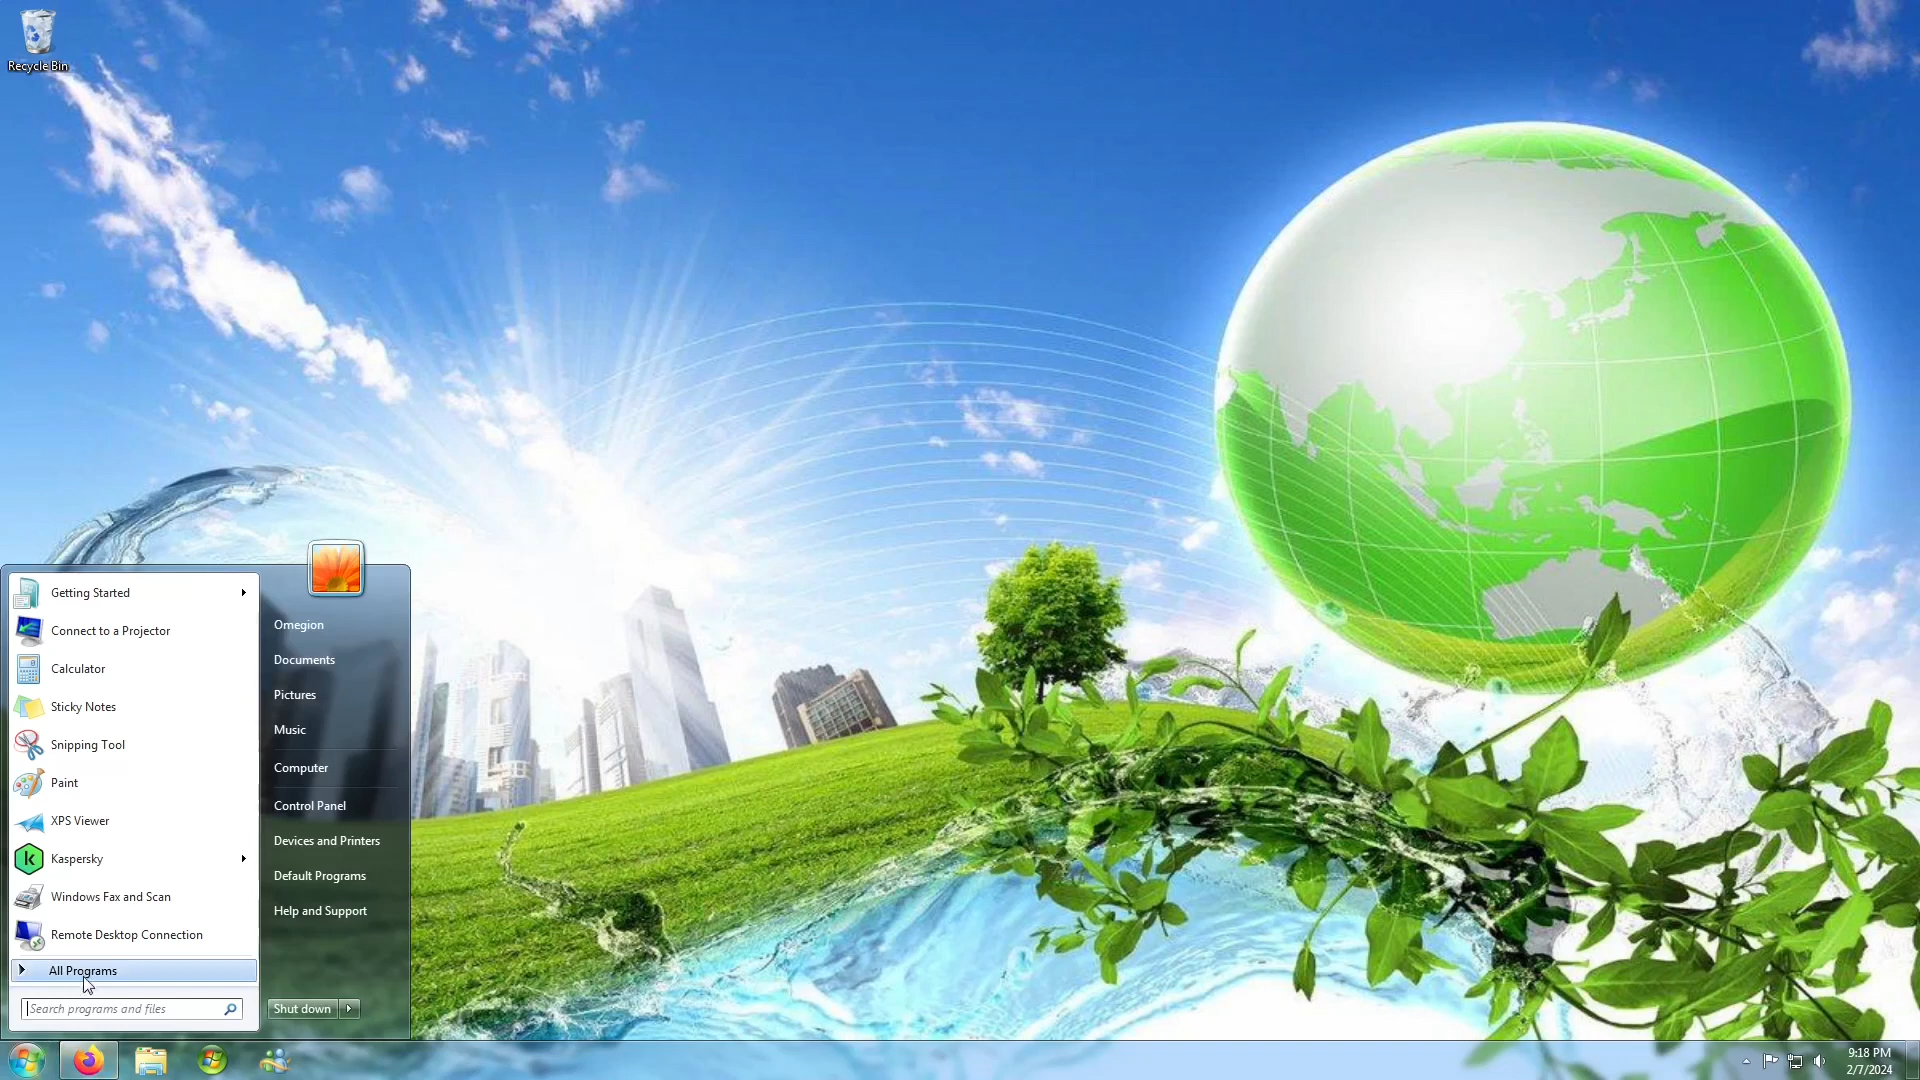 Recycle Bin
Getting Started
Connect to a Projector
Calculator
Sticky Notes
Snipping Tool
Paint
XPS Viewer
Kaspersky
Windows Fax and Scan
Remote Desktop Connection
All Programs
Search programs and files
Omegion
Documents
Pictures
Music
Computer
Control Panel
Devices and Printers
Default Programs
Help and Support
Shut down
9:18 PM
2/7/2024